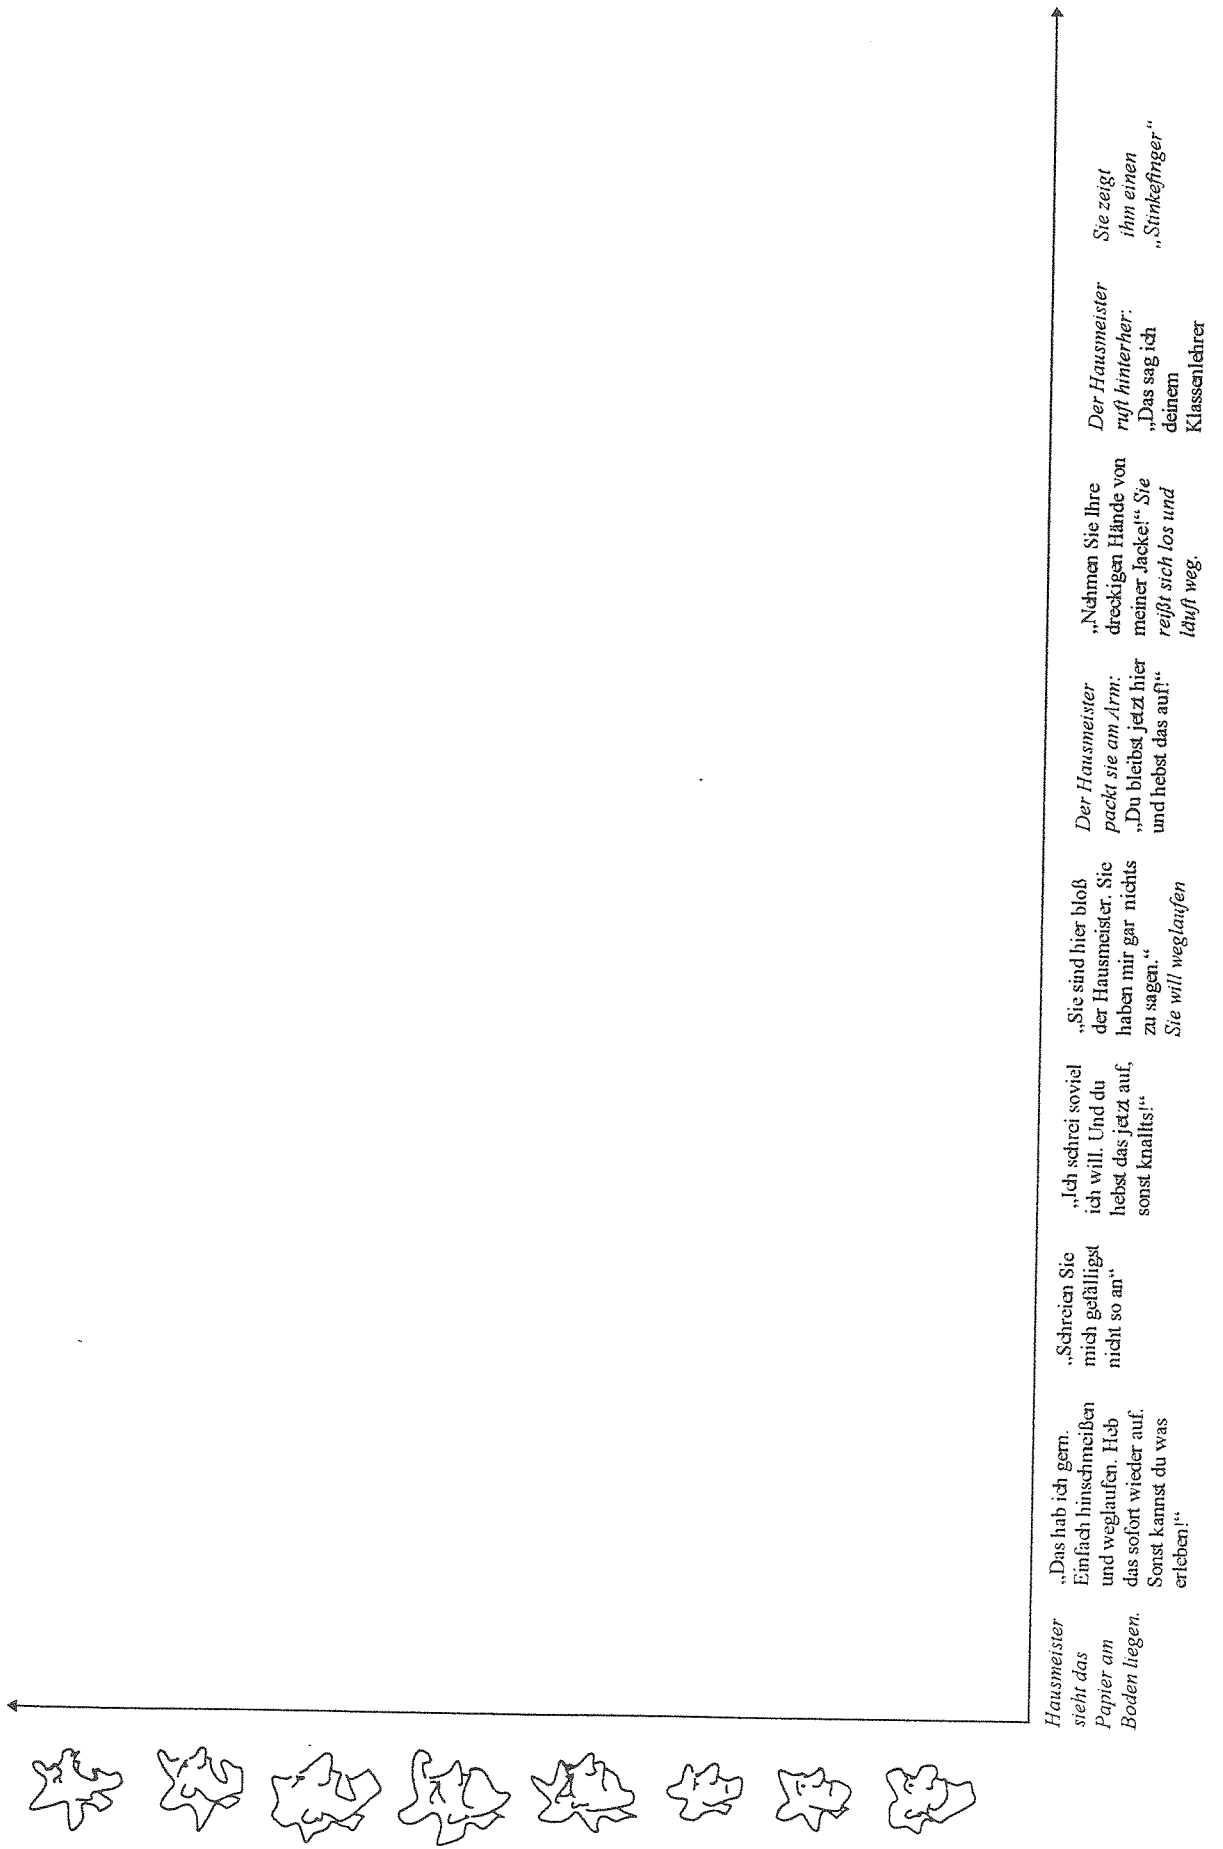 Hausmeister
sieht das
Papier am
Boden liegen.
„Das hab ich gern.
Einfach hinschmeißen
und weglaufen. Heb
das sofort wieder auf.
Sonst kannst du was
erleben!“
„Schreien Sie
mich gefälligst
nicht so an“
„Ich schrei soviel
ich will. Und du
hebst das jetzt auf,
sonst knallts!“
„Sie sind hier bloß
der Hausmeister. Sie
haben mir gar nichts
zu sagen.“
Sie will weglaufen
Der Hausmeister
packt sie am Arm:
„Du bleibst jetzt hier
und hebst das auf!“
„Nehmen Sie Ihre
dreckigen Hände von
meiner Jacke!“ Sie
reißt sich los und
läuft weg.
Der Hausmeister
ruft hinterher:
„Das sag ich
deinem
Klassenlehrer
Sie zeigt
ihm einen
„Stinkefinger“